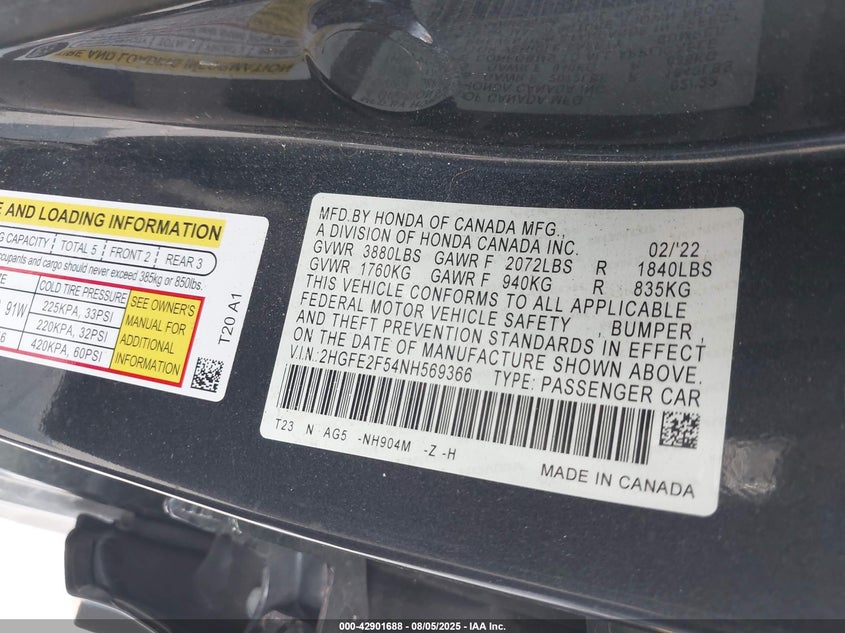 E AND LOADING INFORMATION
G CAPACITY | TOTAL 5 | FRONT 2 | REAR 3
ccupants and cargo should never exceed 385kg or 850lbs.
E COLD TIRE PRESSURE
91W 225KPA, 33PSI
220KPA, 32PSI
6 420KPA, 60PSI
SEE OWNER'S
MANUAL FOR
ADDITIONAL
INFORMATION
T20 A1
MFD.BY HONDA OF CANADA MFG.,
A DIVISION OF HONDA CANADA INC. 02/'22
GVWR 3880LBS GAWR F 2072LBS R 1840LBS
GVWR 1760KG GAWR F 940KG R 835KG
THIS VEHICLE CONFORMS TO ALL APPLICABLE
FEDERAL MOTOR VEHICLE SAFETY , BUMPER ,
AND THEFT PREVENTION STANDARDS IN EFFECT
ON THE DATE OF MANUFACTURE SHOWN ABOVE.
V.I.N: 2HGFE2F54NH569366 TYPE: PASSENGER CAR
T23 N AG5 -NH904M -Z -H
MADE IN CANADA
000-42901688 - 08/05/2025 - IAA Inc.